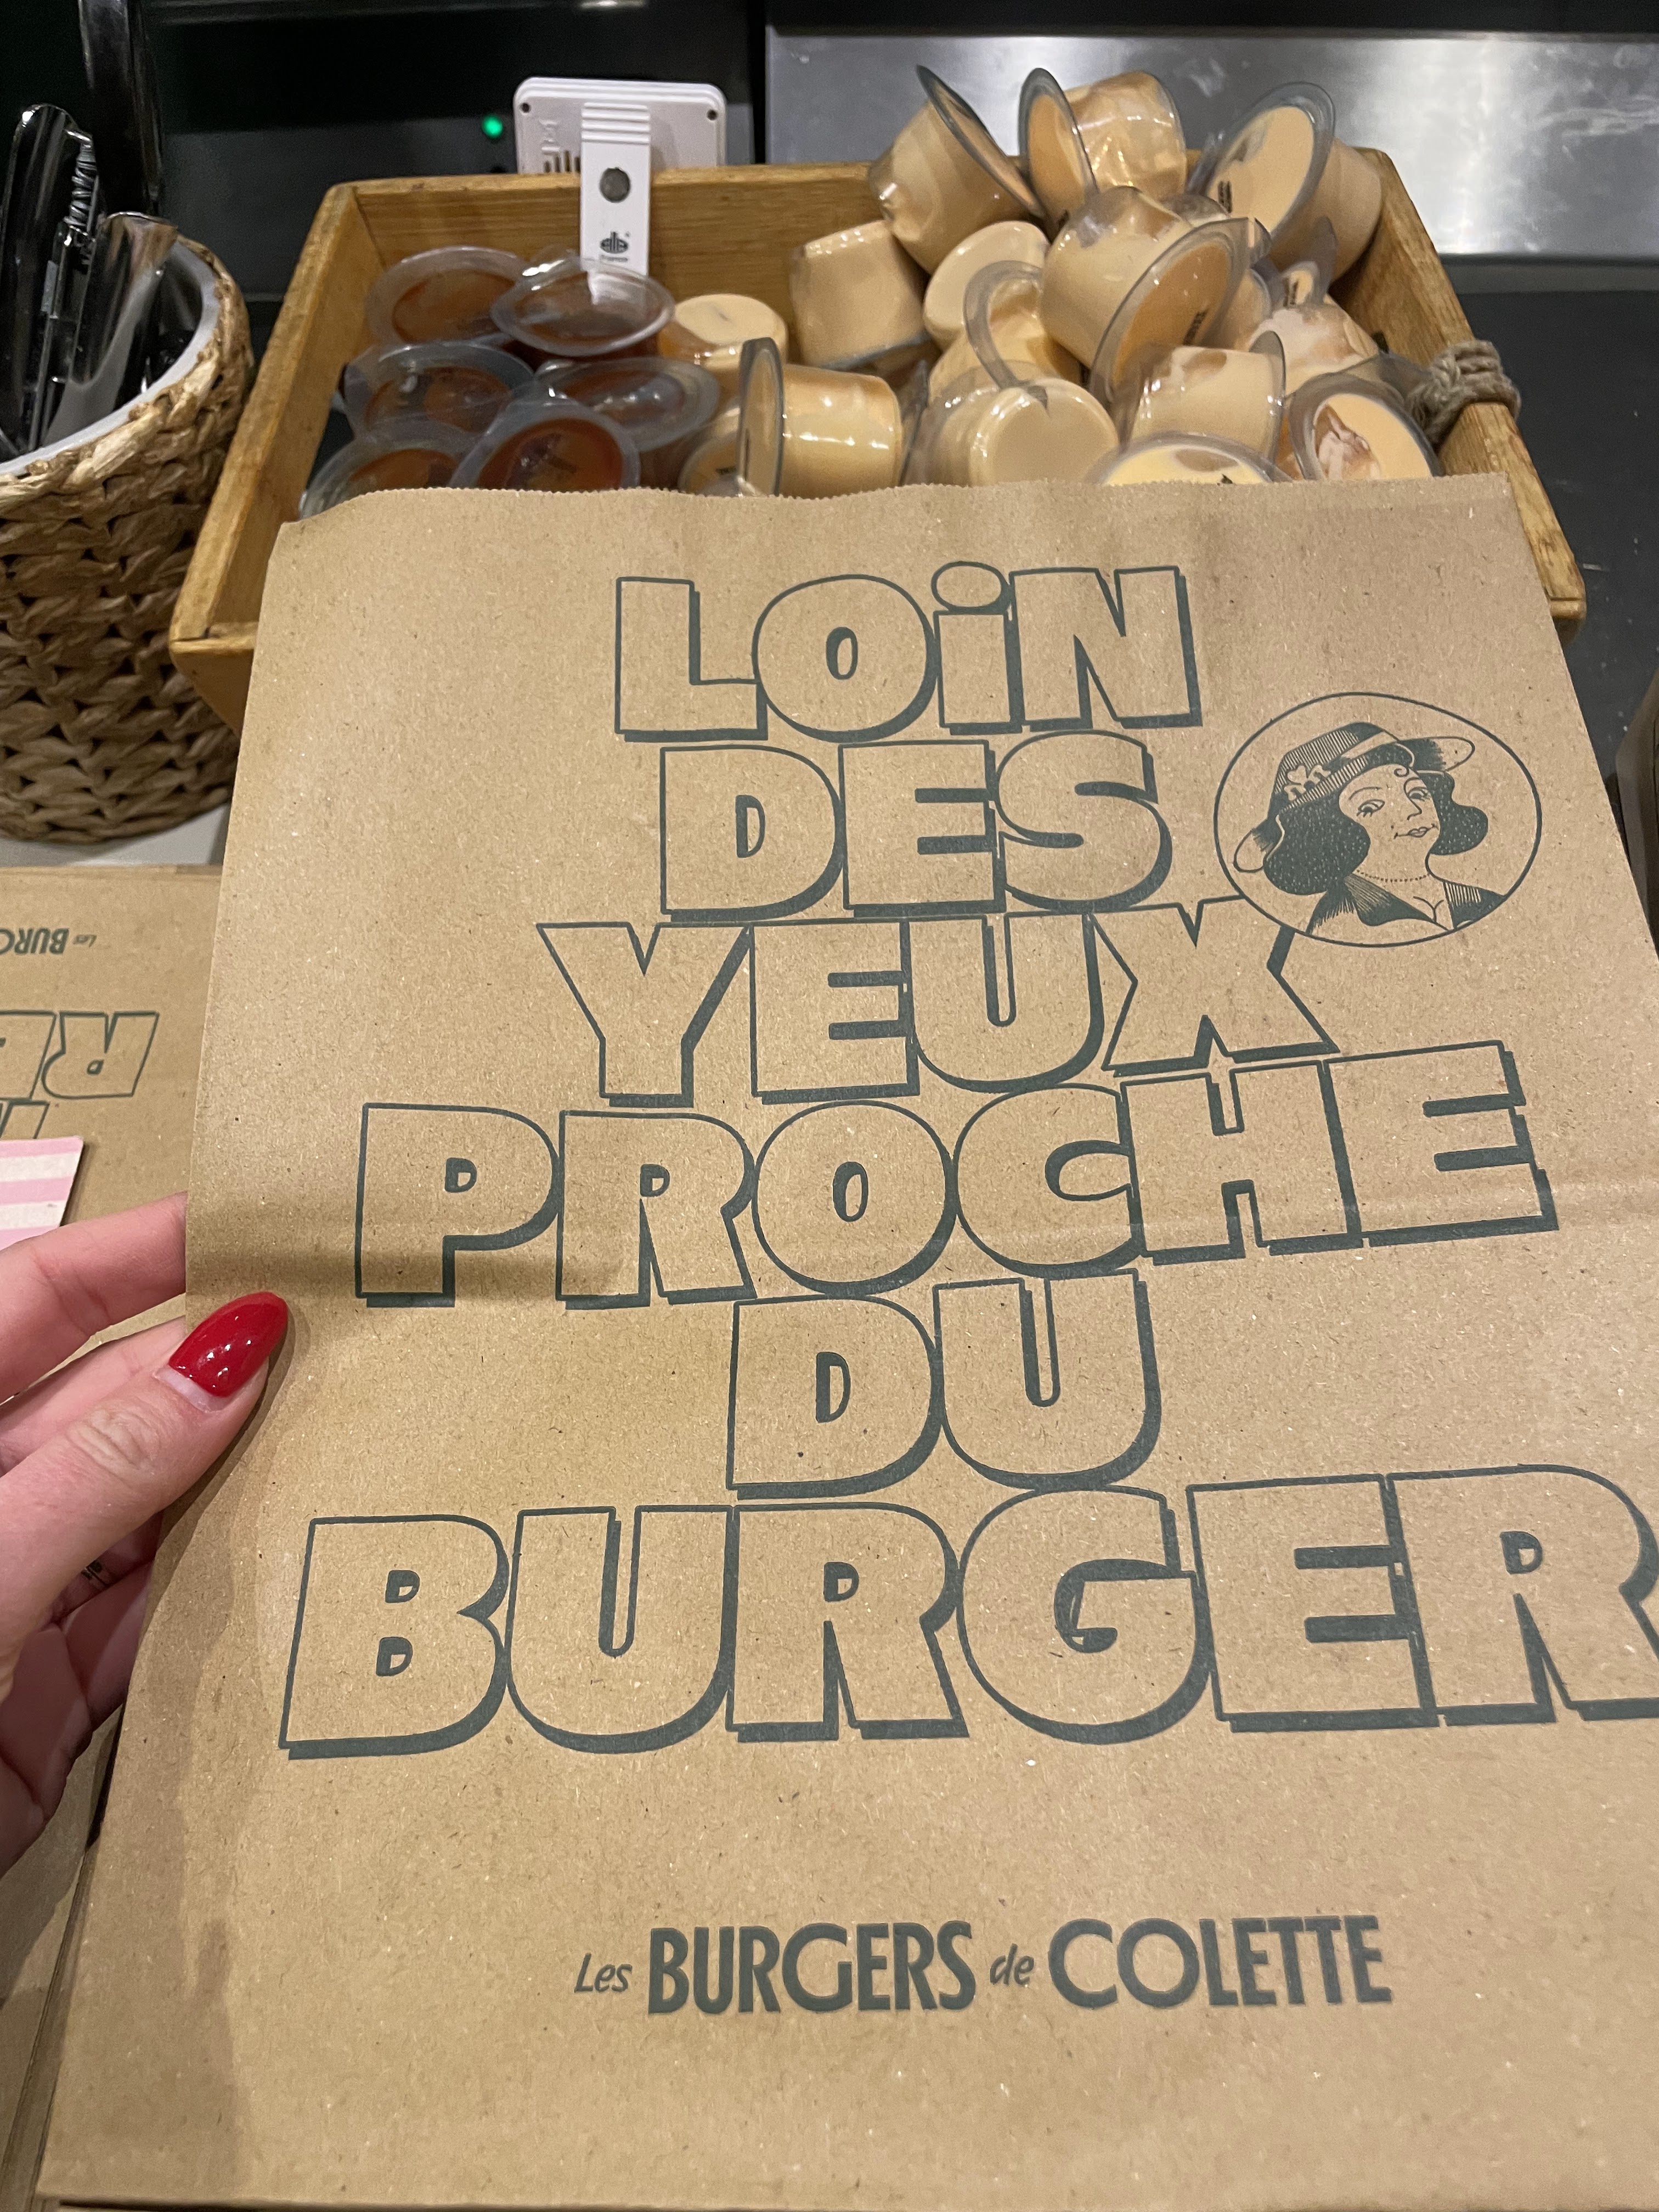 LOiN
DES
YEUX
PROCHE
DU
BURGER
Les BURGERS de COLETTE